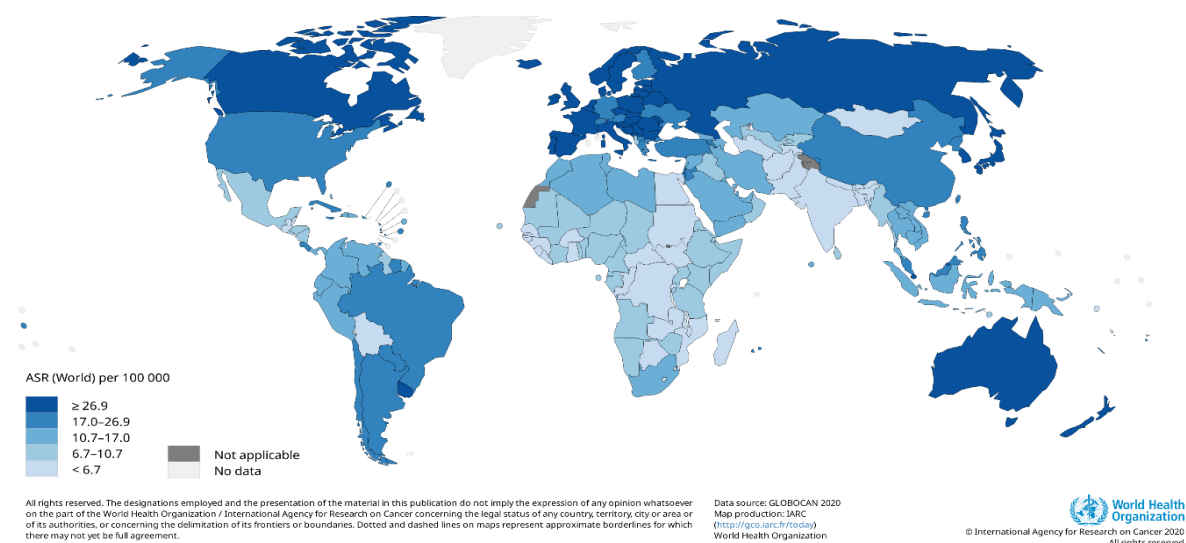 ASR (World) per 100 000
≥ 26.9
17.0–26.9
10.7–17.0
6.7–10.7
< 6.7
Not applicable
No data
All rights reserved. The designations employed and the presentation of the material in this publication do not imply the expression of any opinion whatsoever
on the part of the World Health Organization / International Agency for Research on Cancer concerning the legal status of any country, territory, city or area or
of its authorities, or concerning the delimitation of its frontiers or boundaries. Dotted and dashed lines on maps represent approximate borderlines for which
there may not yet be full agreement.
Data source: GLOBOCAN 2020
Map production: IARC
(http://gco.iarc.fr/today)
World Health Organization
World Health
Organization
© International Agency for Research on Cancer 2020
All rights reserved